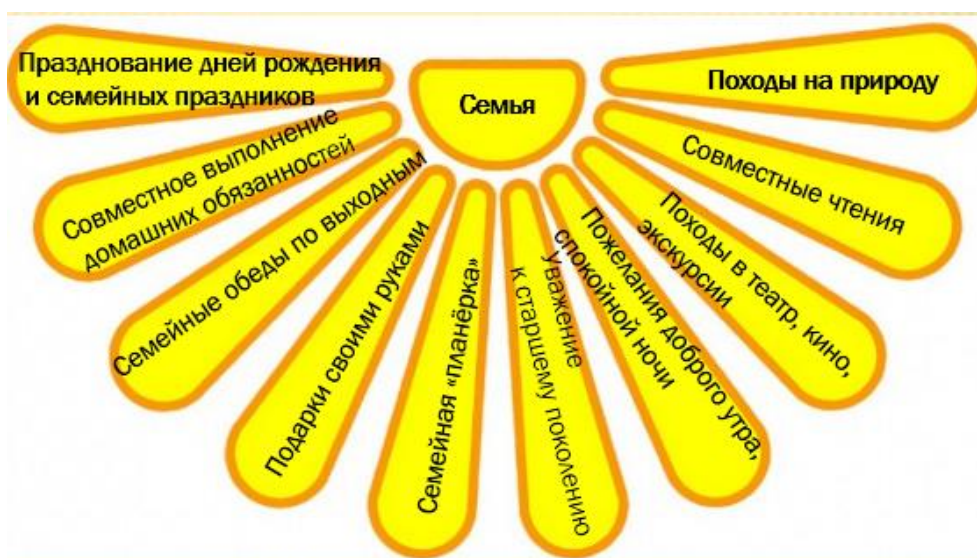 Семья
Празднование дней рождения
и семейных праздников
Совместное выполнение
домашних обязанностей
Семейные обеды по выходным
Подарки своими руками
Семейная «планёрка»
Уважение
к старшему поколению
Пожелания доброго утра,
спокойной ночи
Походы в театр, кино,
экскурсии
Совместные чтения
Походы на природу